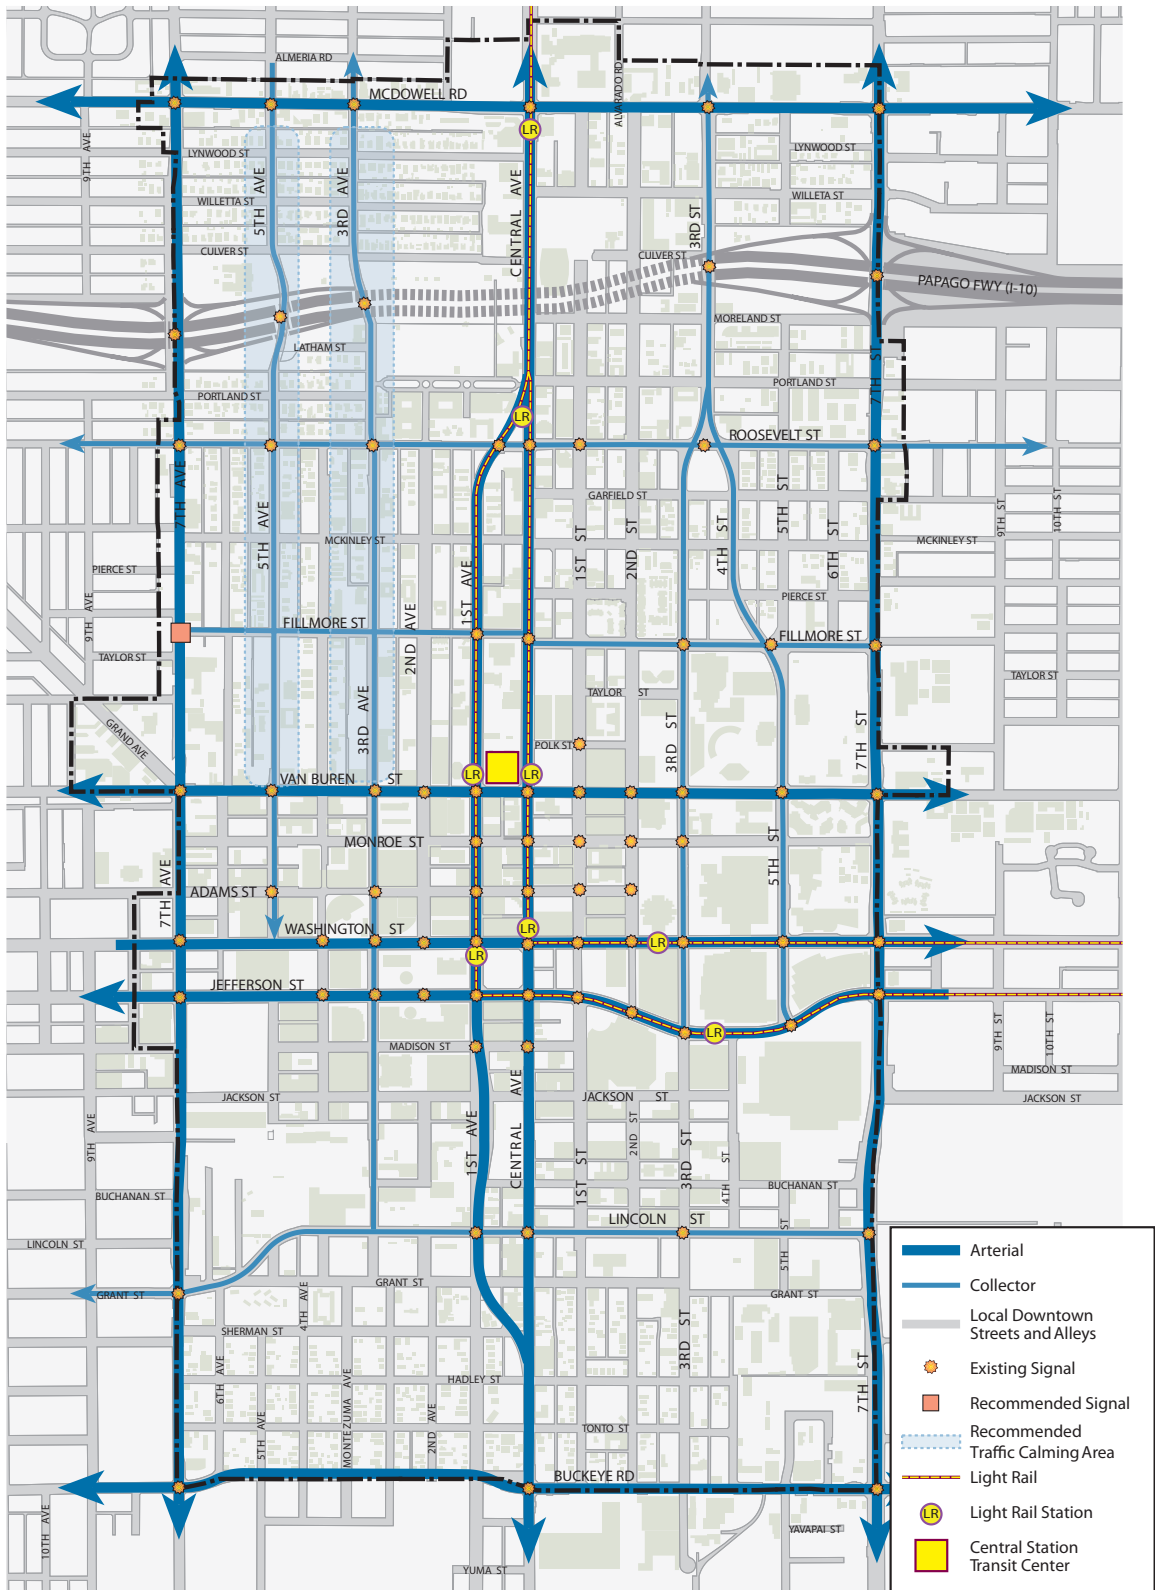 ALMERIA RD
MCDOWELL RD
ALVARADO RD
LR
9TH AVE
LYNWOOD ST
LYNWOOD ST
5TH AVE
3RD AVE
CENTRAL AVE
WILLETTA ST
WILLETA ST
3RD ST
CULVER ST
CULVER ST
PAPAGO FWY (I-10)
MORELAND ST
LATHAM ST
7TH ST
PORTLAND ST
PORTLAND ST
LR
ROOSEVELT ST
7TH AVE
5TH AVE
GARFIELD ST
1ST ST
2ND ST
4TH ST
5TH ST
6TH ST
9TH ST
10TH ST
MCKINLEY ST
MCKINLEY ST
PIERCE ST
PIERCE ST
9TH AVE
1ST AVE
2ND AVE
FILLMORE ST
FILLMORE ST
TAYLOR ST
TAYLOR ST
TAYLOR ST
GRAND AVE
3RD AVE
3RD ST
7TH ST
POLK ST
LR
LR
VAN BUREN ST
MONROE ST
5TH ST
7TH AVE
ADAMS ST
WASHINGTON ST
LR
LR
LR
JEFFERSON ST
LR
MADISON ST
9TH ST
10TH ST
MADISON ST
JACKSON ST
JACKSON ST
JACKSON ST
9TH AVE
1ST AVE
CENTRAL AVE
1ST ST
2ND ST
3RD ST
4TH ST
BUCHANAN ST
BUCHANAN ST
LINCOLN ST
LINCOLN ST
5TH ST
GRANT ST
GRANT ST
GRANT ST
4TH AVE
SHERMAN ST
3RD ST
7TH ST
HADLEY ST
6TH AVE
5TH AVE
MONTEZUMA AVE
2ND AVE
TONTO ST
BUCKEYE RD
10TH AVE
YAVAPAI ST
YUMA ST
Arterial
Collector
Local Downtown
Streets and Alleys
Existing Signal
Recommended Signal
Recommended
Traffic Calming Area
Light Rail
LR
Light Rail Station
Central Station
Transit Center